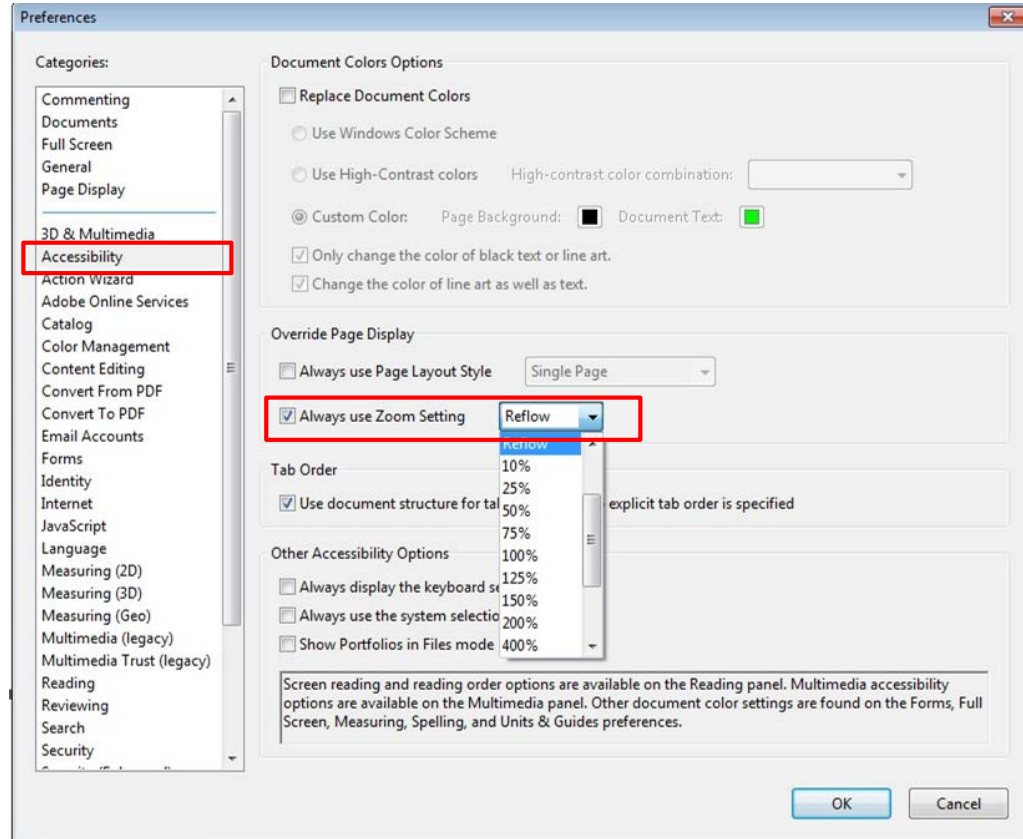 Preferences
Categories:
Commenting
Documents
Full Screen
General
Page Display
3D & Multimedia
Accessibility
Action Wizard
Adobe Online Services
Catalog
Color Management
Content Editing
Convert From PDF
Convert To PDF
Email Accounts
Forms
Identity
Internet
JavaScript
Language
Measuring (2D)
Measuring (3D)
Measuring (Geo)
Multimedia (legacy)
Multimedia Trust (legacy)
Reading
Reviewing
Search
Security
Document Colors Options
Replace Document Colors
Use Windows Color Scheme
Use High-Contrast colors High-contrast color combination:
Custom Color: Page Background: Document Text:
Only change the color of black text or line art.
Change the color of line art as well as text.
Override Page Display
Always use Page Layout Style Single Page
Always use Zoom Setting Reflow
Reflow
10%
25%
50%
75%
100%
125%
150%
200%
400%
Tab Order
Use document structure for explicit tab order is specified
Other Accessibility Options
Always display the keyboard
Always use the system
Show Portfolios in Files mode
Screen reading and reading order options are available on the Reading panel. Multimedia accessibility
options are available on the Multimedia panel. Other document color settings are found on the Forms, Full
Screen, Measuring, Spelling, and Units & Guides preferences.
OK Cancel